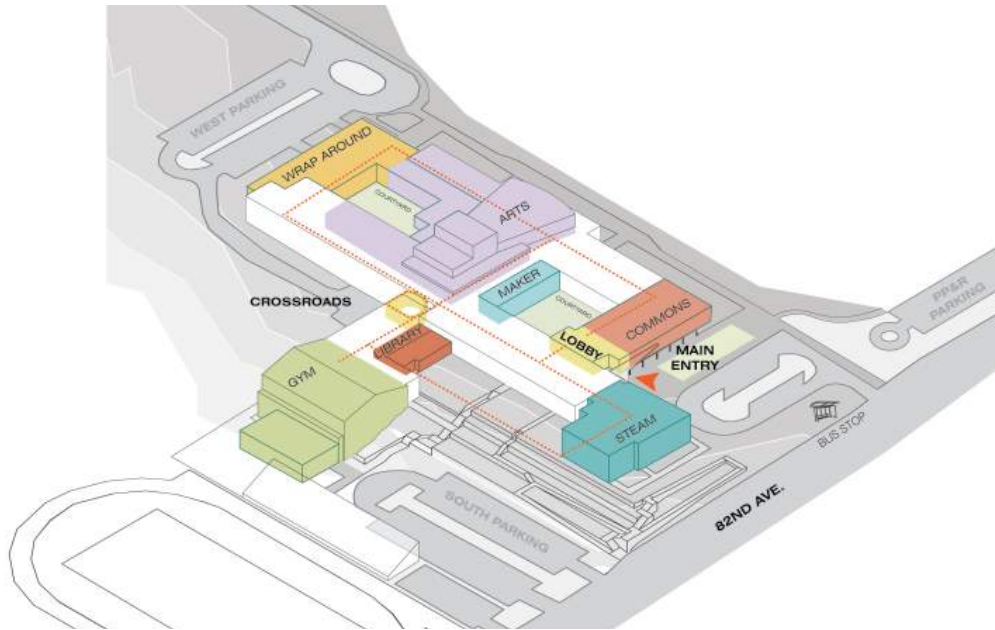 WEST PARKING
WRAP AROUND
COURTYARD
ARTS
MAKER
COURTYARD
COMMONS
PP&R
PARKING
CROSSROADS
LIBRARY
LOBBY
MAIN
ENTRY
GYM
STEAM
BUS STOP
SOUTH PARKING
82ND AVE.